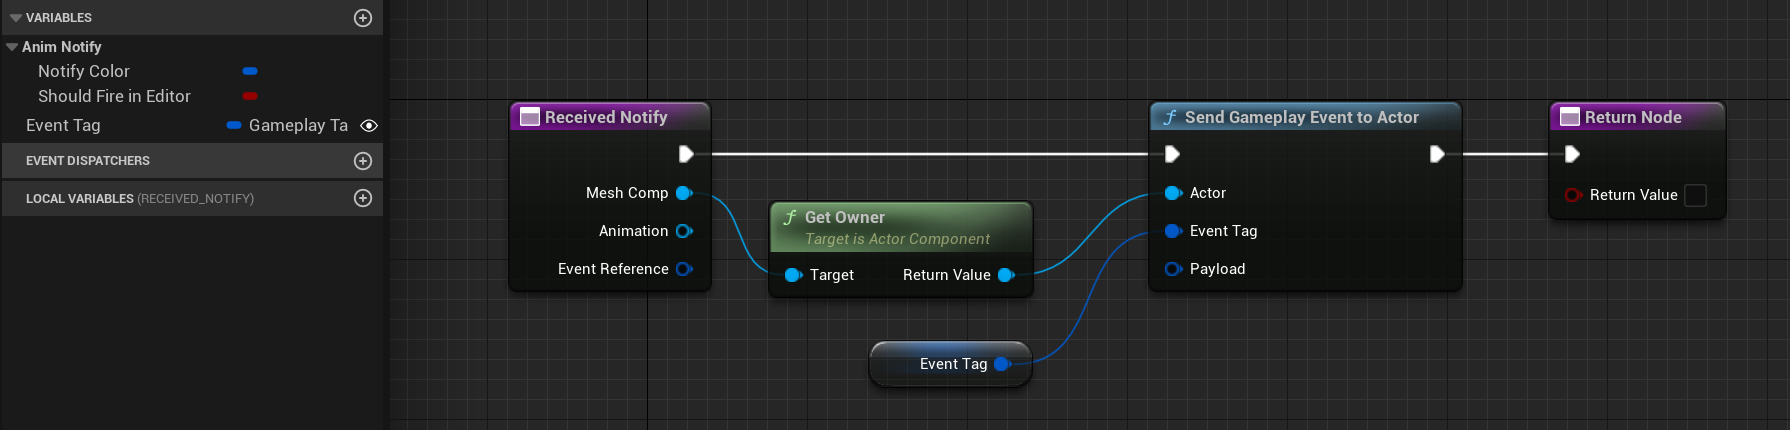 VARIABLES
Anim Notify
Notify Color
Should Fire in Editor
Event Tag Gameplay Ta
EVENT DISPATCHERS
LOCAL VARIABLES (RECEIVED_NOTIFY)
Received Notify
Mesh Comp
Animation
Event Reference
Get Owner
Target is Actor Component
Target Return Value
Event Tag
Send Gameplay Event to Actor
Actor
Event Tag
Payload
Return Node
Return Value